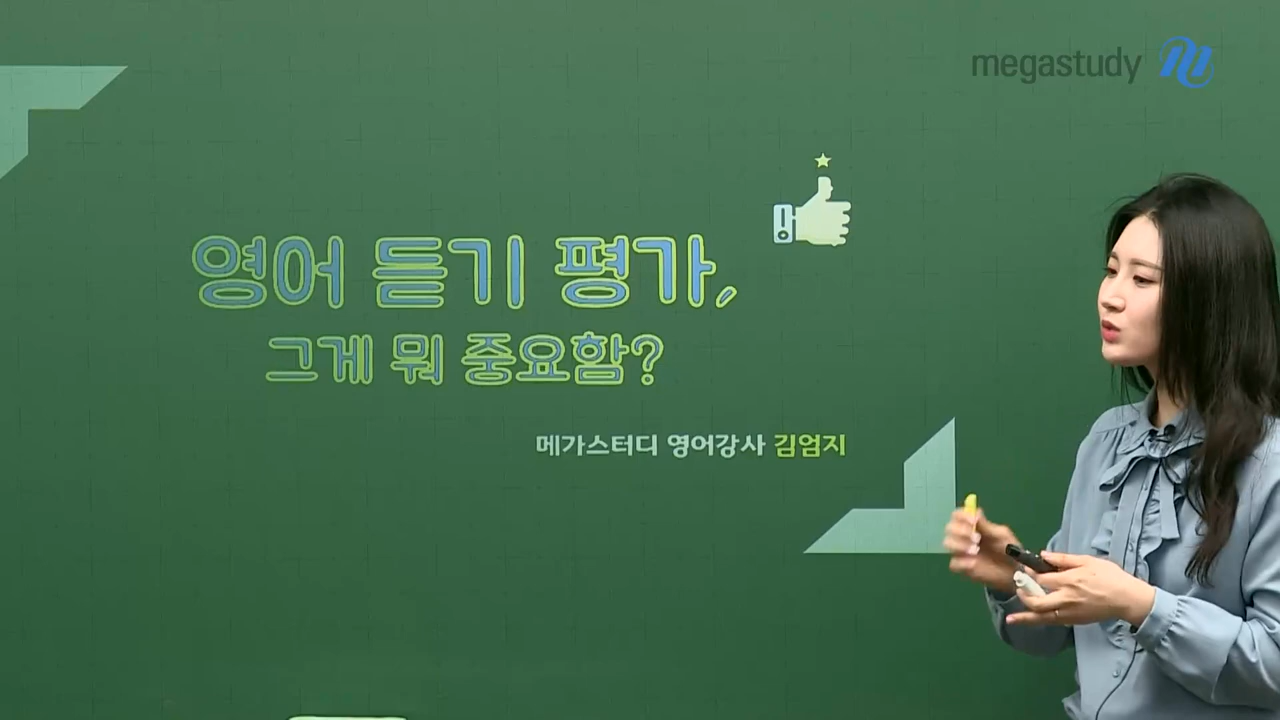 megastudy
영어 듣기 평가,
그게 뭐 중요함?
메가스터디 영어강사 김엄지